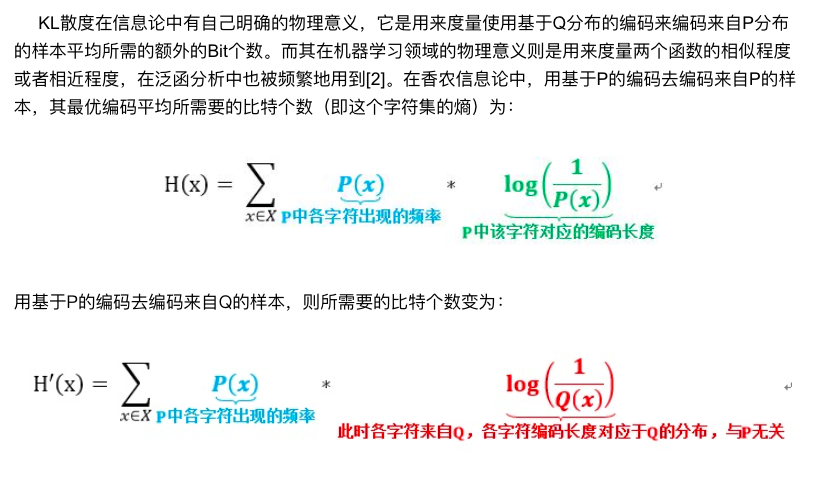 KL散度在信息论中有自己明确的物理意义，它是用来度量使用基于Q分布的编码来编码来自P分布
的样本平均所需的额外的Bit个数。而其在机器学习领域的物理意义则是用来度量两个函数的相似程度
或者相近程度，在泛函分析中也被频繁地用到[2]。在香农信息论中，用基于P的编码去编码来自P的样
本，其最优编码平均所需要的比特个数（即这个字符集的熵）为：
H(x) = ∑ P(x) * log(1/P(x)) ↵
x∈X P中各字符出现的频率
P中该字符对应的编码长度
用基于P的编码去编码来自Q的样本，则所需要的比特个数变为：
H′(x) = ∑ P(x) * log(1/Q(x)) ↵
x∈X P中各字符出现的频率
此时各字符来自Q，各字符编码长度对应于Q的分布，与P无关